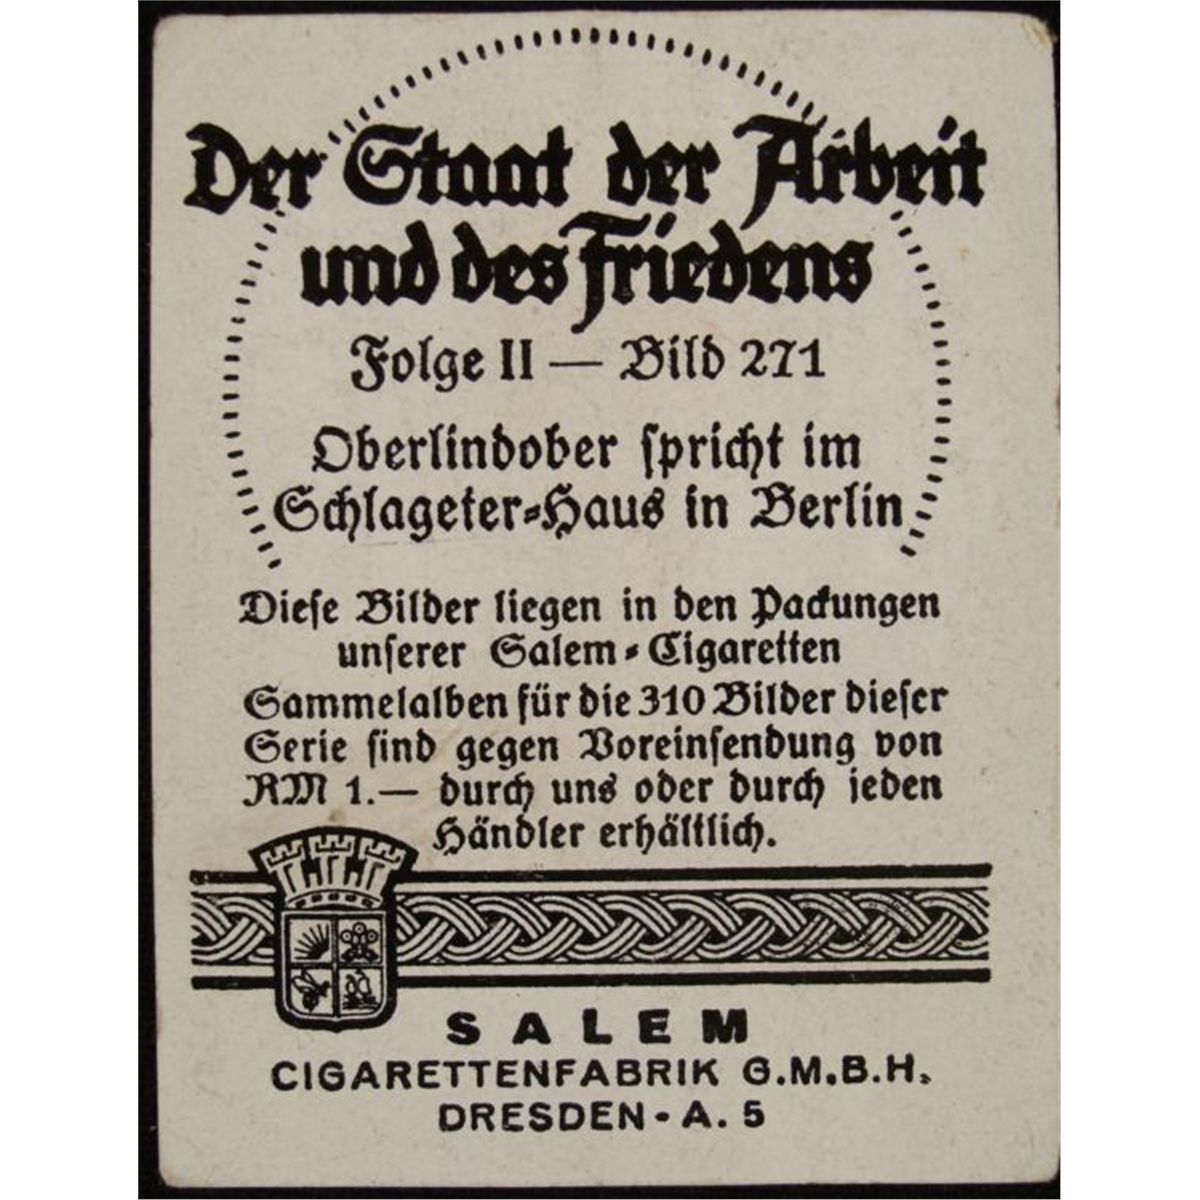 Der Staat der Arbeit
und des Friedens
Folge II — Bild 271
Oberlindober spricht im
Schlageter-Haus in Berlin
Diese Bilder liegen in den Packungen
unserer Salem-Cigaretten
Sammelalben für die 310 Bilder dieser
Serie sind gegen Voreinsendung von
RM 1.— durch uns oder durch jeden
Händler erhältlich.
SALEM
CIGARETTENFABRIK G.M.B.H.
DRESDEN-A. 5